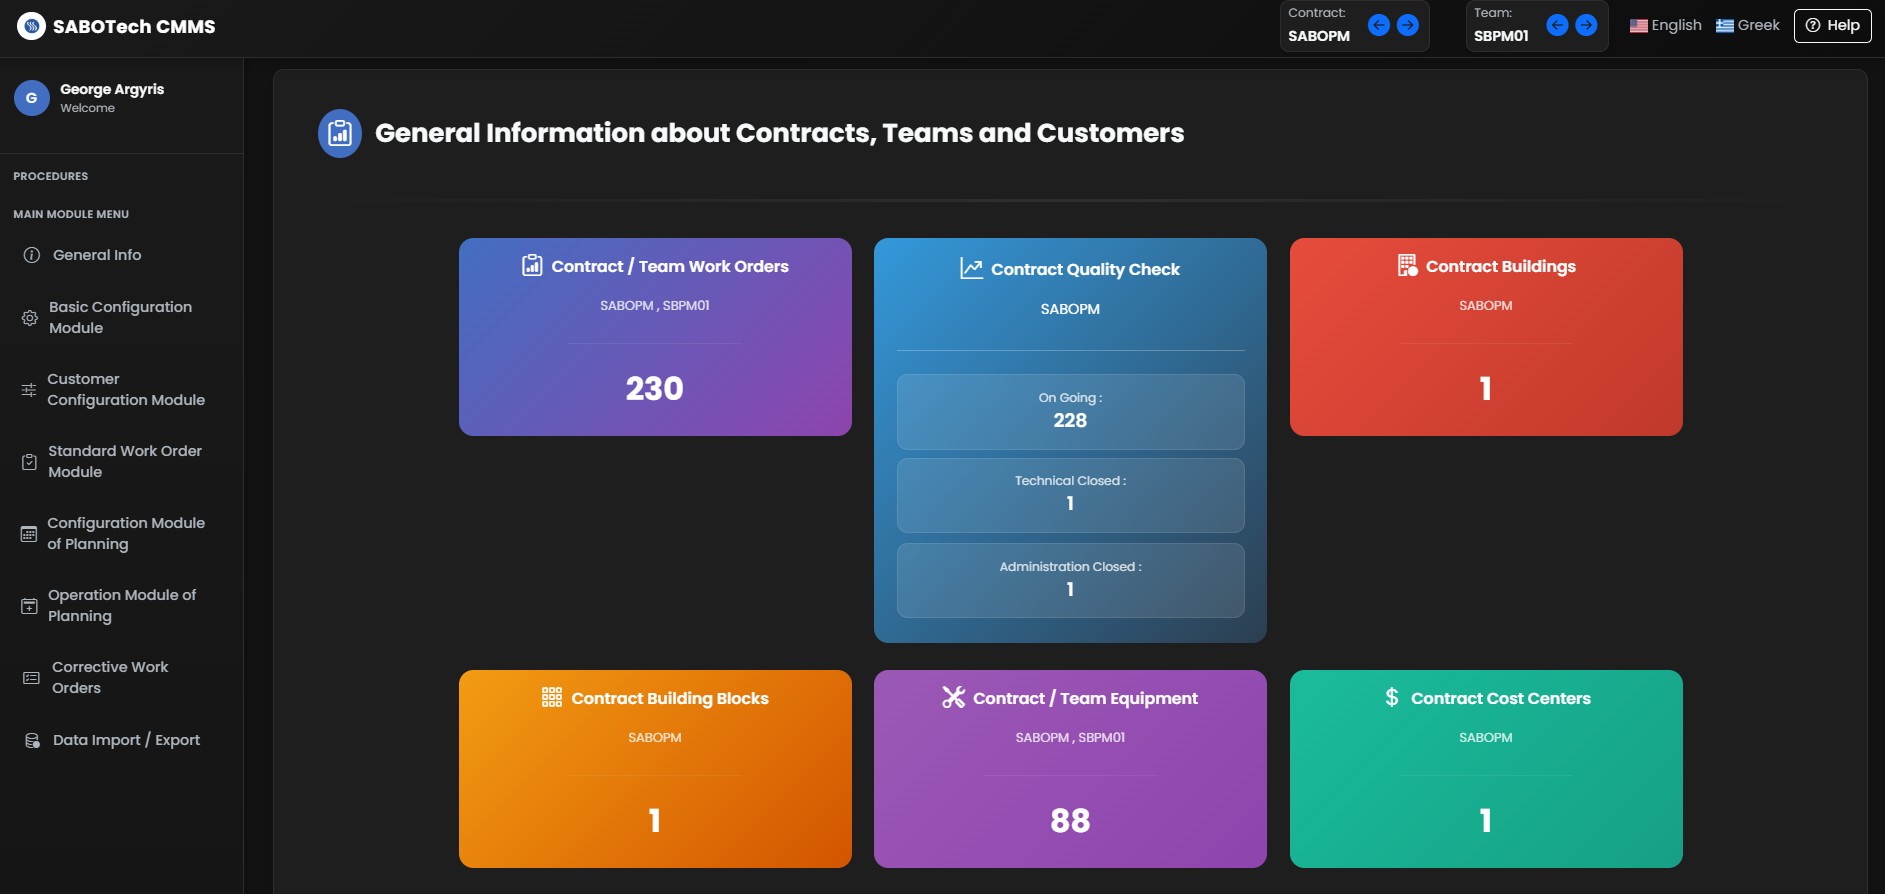 SABOTech CMMS
Contract:
SABOPM
Team:
SBPM01
English
Greek
Help
G
George Argyris
Welcome
PROCEDURES
MAIN MODULE MENU
General Info
Basic Configuration
Module
Customer
Configuration Module
Standard Work Order
Module
Configuration Module
of Planning
Operation Module of
Planning
Corrective Work
Orders
Data Import / Export
General Information about Contracts, Teams and Customers
Contract / Team Work Orders
SABOPM , SBPM01
230
Contract Quality Check
SABOPM
On Going :
228
Technical Closed :
1
Administration Closed :
1
Contract Buildings
SABOPM
1
Contract Building Blocks
SABOPM
1
Contract / Team Equipment
SABOPM , SBPM01
88
Contract Cost Centers
SABOPM
1